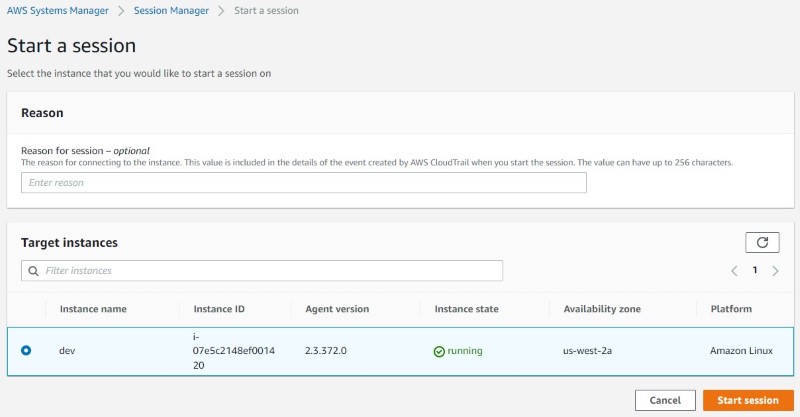 AWS Systems Manager > Session Manager > Start a session
Start a session
Select the instance that you would like to start a session on
Reason
Reason for session – optional
The reason for connecting to the instance. This value is included in the details of the event created by AWS CloudTrail when you start the session. The value can have up to 256 characters.
Enter reason
Target instances
Filter instances
< 1 >
Instance name Instance ID Agent version Instance state Availability zone Platform
i-
dev 07e5c2148ef0014 2.3.372.0 running us-west-2a Amazon Linux
20
Cancel Start session